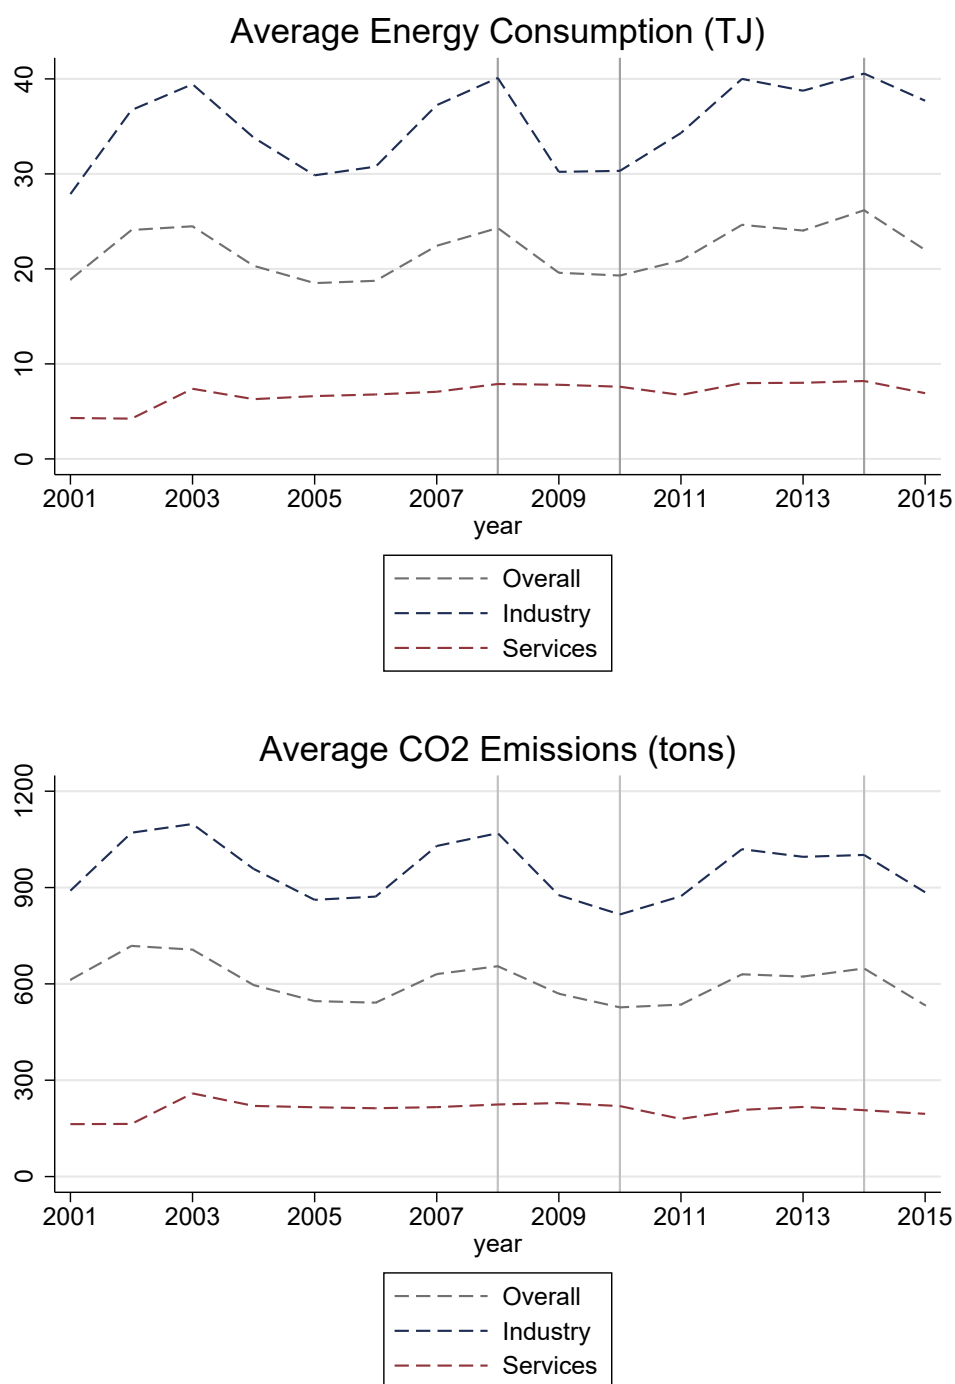 Average Energy Consumption (TJ)
40
30
20
10
0
2001 2003 2005 2007 2009 2011 2013 2015
year
Overall
Industry
Services
Average CO2 Emissions (tons)
1200
900
600
300
0
2001 2003 2005 2007 2009 2011 2013 2015
year
Overall
Industry
Services